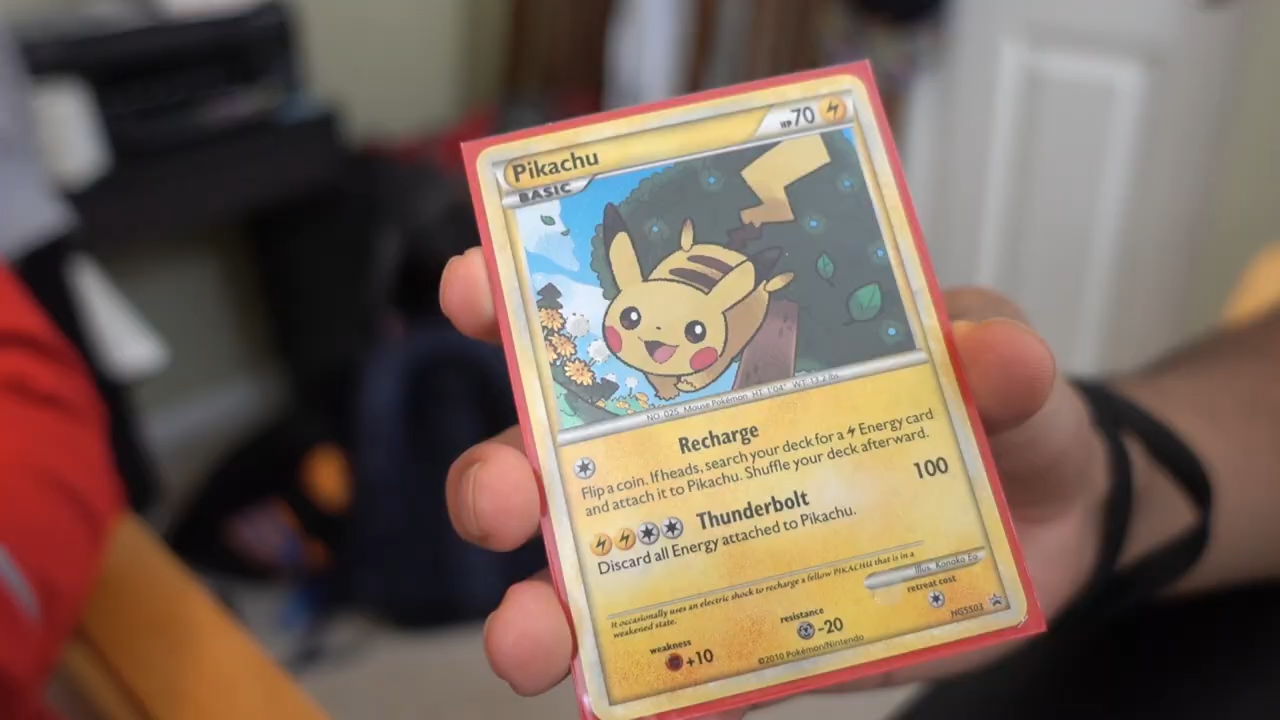 Pikachu
HP70
BASIC
NO. 025 Mouse Pokémon HT: 1'04" WT: 13.2 lbs
Recharge
Flip a coin. If heads, search your deck for a Energy card
and attach it to Pikachu. Shuffle your deck afterward.
Thunderbolt 100
Discard all Energy attached to Pikachu.
It occasionally uses an electric shock to recharge a fellow PIKACHU that is in a
weakened state.
Illus. Kanako Eo
weakness
+10
resistance
-20
retreat cost
©2010 Pokémon/Nintendo
HGSS03